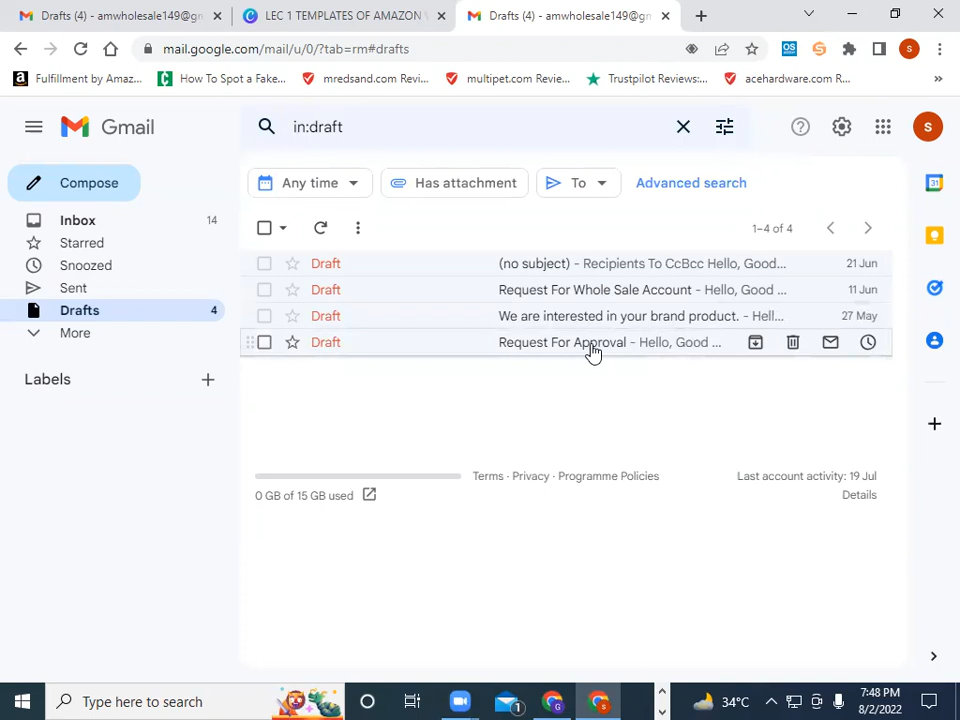 Drafts (4) - amwholesale149@gm
LEC 1 TEMPLATES OF AMAZON
Drafts (4) - amwholesale149@gm
mail.google.com/mail/u/0/?tab=rm#drafts
OS
S
s
Fulfillment by Amaz...
How To Spot a Fake...
mredsand.com Revi...
multipet.com Revie...
Trustpilot Reviews:...
acehardware.com R...
Gmail
in:draft
s
Compose
Any time
Has attachment
To
Advanced search
Inbox 14
Starred
Snoozed
Sent
Drafts 4
More
Labels
1–4 of 4
Draft (no subject) - Recipients To CcBcc Hello, Good... 21 Jun
Draft Request For Whole Sale Account - Hello, Good ... 11 Jun
Draft We are interested in your brand product. - Hell... 27 May
Draft Request For Approval - Hello, Good ...
31
0 GB of 15 GB used
Terms · Privacy · Programme Policies
Last account activity: 19 Jul
Details
Type here to search
1
G
S
34°C
7:48 PM
8/2/2022